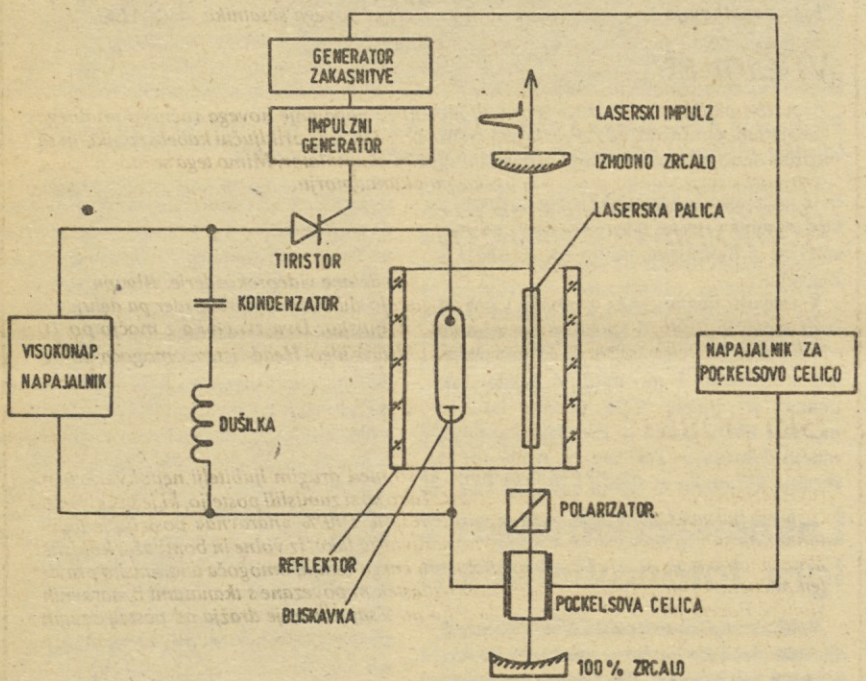 GENERATOR
ZAKASNITVE
IMPULZNI
GENERATOR
LASERSKI IMPULZ
IZHODNO ZRCALO
LASERSKA PALICA
TIRISTOR
KONDENZATOR
VISOKONAP.
NAPAJALNIK
NAPAJALNIK ZA
POCKELSOVO CELICO
DUŠILKA
POLARIZATOR
REFLEKTOR
BLISKAVKA
POCKELSOVA CELICA
100% ZRCALO